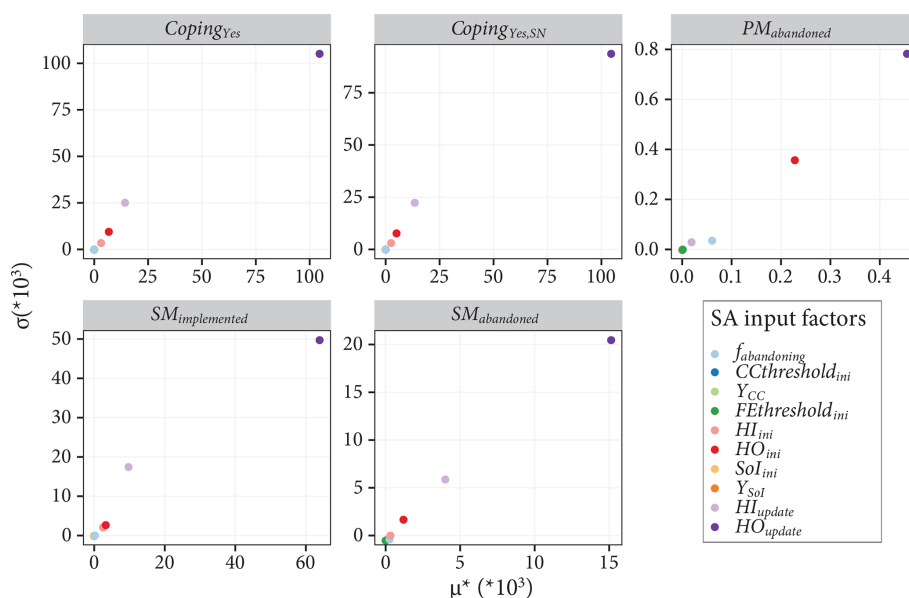 Coping_Yes
Coping_Yes,SN
PM_abandoned
100
75
50
25
0
0 25 50 75 100
75
50
25
0
0 25 50 75 100
0.8
0.6
0.4
0.2
0.0
0.0 0.1 0.2 0.3 0.4
σ(*10³)
SM_implemented
SM_abandoned
50
40
30
20
10
0
0 20 40 60
20
15
10
5
0
0 5 10 15
μ* (*10³)
SA input factors
f_abandoning
CCthreshold_ini
Y_CC
FEthreshold_ini
HI_ini
HO_ini
SoI_ini
Y_SoI
HI_update
HO_update